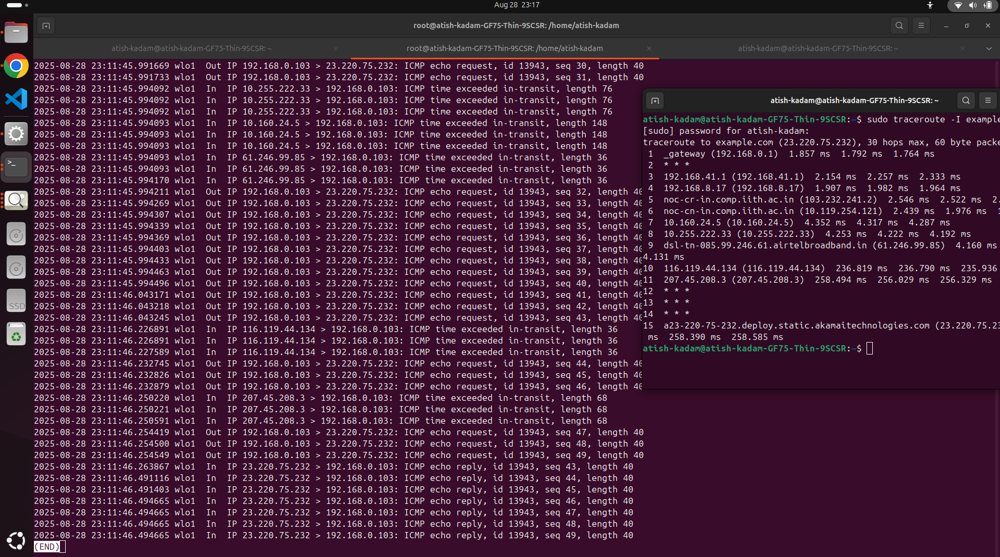 Aug 28 23:17
root@atish-kadam-GF75-Thin-9SCSR: /home/atish-kadam
atish-kadam@atish-kadam-GF75-Thin-9SCSR: ~
root@atish-kadam-GF75-Thin-9SCSR: /home/atish-kadam
atish-kadam@atish-kadam-GF75-Thin-9SCSR: ~
2025-08-28 23:11:45.991669 wlo1  Out IP 192.168.0.103 > 23.220.75.232: ICMP echo request, id 13943, seq 30, length 40
2025-08-28 23:11:45.991733 wlo1  Out IP 192.168.0.103 > 23.220.75.232: ICMP echo request, id 13943, seq 31, length 40
2025-08-28 23:11:45.994092 wlo1  In  IP 10.255.222.33 > 192.168.0.103: ICMP time exceeded in-transit, length 76
2025-08-28 23:11:45.994092 wlo1  In  IP 10.255.222.33 > 192.168.0.103: ICMP time exceeded in-transit, length 76
2025-08-28 23:11:45.994092 wlo1  In  IP 10.255.222.33 > 192.168.0.103: ICMP time exceeded in-transit, length 76
2025-08-28 23:11:45.994093 wlo1  In  IP 10.160.24.5 > 192.168.0.103: ICMP time exceeded in-transit, length 148
2025-08-28 23:11:45.994093 wlo1  In  IP 10.160.24.5 > 192.168.0.103: ICMP time exceeded in-transit, length 148
2025-08-28 23:11:45.994093 wlo1  In  IP 10.160.24.5 > 192.168.0.103: ICMP time exceeded in-transit, length 148
2025-08-28 23:11:45.994093 wlo1  In  IP 61.246.99.85 > 192.168.0.103: ICMP time exceeded in-transit, length 36
2025-08-28 23:11:45.994093 wlo1  In  IP 61.246.99.85 > 192.168.0.103: ICMP time exceeded in-transit, length 36
2025-08-28 23:11:45.994170 wlo1  In  IP 61.246.99.85 > 192.168.0.103: ICMP time exceeded in-transit, length 36
2025-08-28 23:11:45.994211 wlo1  Out IP 192.168.0.103 > 23.220.75.232: ICMP echo request, id 13943, seq 32, length 40
2025-08-28 23:11:45.994269 wlo1  Out IP 192.168.0.103 > 23.220.75.232: ICMP echo request, id 13943, seq 33, length 40
2025-08-28 23:11:45.994307 wlo1  Out IP 192.168.0.103 > 23.220.75.232: ICMP echo request, id 13943, seq 34, length 40
2025-08-28 23:11:45.994339 wlo1  Out IP 192.168.0.103 > 23.220.75.232: ICMP echo request, id 13943, seq 35, length 40
2025-08-28 23:11:45.994369 wlo1  Out IP 192.168.0.103 > 23.220.75.232: ICMP echo request, id 13943, seq 36, length 40
2025-08-28 23:11:45.994403 wlo1  Out IP 192.168.0.103 > 23.220.75.232: ICMP echo request, id 13943, seq 37, length 40
2025-08-28 23:11:45.994433 wlo1  Out IP 192.168.0.103 > 23.220.75.232: ICMP echo request, id 13943, seq 38, length 40
2025-08-28 23:11:45.994463 wlo1  Out IP 192.168.0.103 > 23.220.75.232: ICMP echo request, id 13943, seq 39, length 40
2025-08-28 23:11:45.994496 wlo1  Out IP 192.168.0.103 > 23.220.75.232: ICMP echo request, id 13943, seq 40, length 40
2025-08-28 23:11:46.043171 wlo1  Out IP 192.168.0.103 > 23.220.75.232: ICMP echo request, id 13943, seq 41, length 40
2025-08-28 23:11:46.043218 wlo1  Out IP 192.168.0.103 > 23.220.75.232: ICMP echo request, id 13943, seq 42, length 40
2025-08-28 23:11:46.043245 wlo1  Out IP 192.168.0.103 > 23.220.75.232: ICMP echo request, id 13943, seq 43, length 40
2025-08-28 23:11:46.226891 wlo1  In  IP 116.119.44.134 > 192.168.0.103: ICMP time exceeded in-transit, length 36
2025-08-28 23:11:46.226891 wlo1  In  IP 116.119.44.134 > 192.168.0.103: ICMP time exceeded in-transit, length 36
2025-08-28 23:11:46.227589 wlo1  In  IP 116.119.44.134 > 192.168.0.103: ICMP time exceeded in-transit, length 36
2025-08-28 23:11:46.232745 wlo1  Out IP 192.168.0.103 > 23.220.75.232: ICMP echo request, id 13943, seq 44, length 40
2025-08-28 23:11:46.232826 wlo1  Out IP 192.168.0.103 > 23.220.75.232: ICMP echo request, id 13943, seq 45, length 40
2025-08-28 23:11:46.232879 wlo1  Out IP 192.168.0.103 > 23.220.75.232: ICMP echo request, id 13943, seq 46, length 40
2025-08-28 23:11:46.250220 wlo1  In  IP 207.45.208.3 > 192.168.0.103: ICMP time exceeded in-transit, length 68
2025-08-28 23:11:46.250221 wlo1  In  IP 207.45.208.3 > 192.168.0.103: ICMP time exceeded in-transit, length 68
2025-08-28 23:11:46.250591 wlo1  In  IP 207.45.208.3 > 192.168.0.103: ICMP time exceeded in-transit, length 68
2025-08-28 23:11:46.254419 wlo1  Out IP 192.168.0.103 > 23.220.75.232: ICMP echo request, id 13943, seq 47, length 40
2025-08-28 23:11:46.254500 wlo1  Out IP 192.168.0.103 > 23.220.75.232: ICMP echo request, id 13943, seq 48, length 40
2025-08-28 23:11:46.254549 wlo1  Out IP 192.168.0.103 > 23.220.75.232: ICMP echo request, id 13943, seq 49, length 40
2025-08-28 23:11:46.263867 wlo1  In  IP 23.220.75.232 > 192.168.0.103: ICMP echo reply, id 13943, seq 43, length 40
2025-08-28 23:11:46.491116 wlo1  In  IP 23.220.75.232 > 192.168.0.103: ICMP echo reply, id 13943, seq 44, length 40
2025-08-28 23:11:46.491403 wlo1  In  IP 23.220.75.232 > 192.168.0.103: ICMP echo reply, id 13943, seq 45, length 40
2025-08-28 23:11:46.494665 wlo1  In  IP 23.220.75.232 > 192.168.0.103: ICMP echo reply, id 13943, seq 46, length 40
2025-08-28 23:11:46.494665 wlo1  In  IP 23.220.75.232 > 192.168.0.103: ICMP echo reply, id 13943, seq 47, length 40
2025-08-28 23:11:46.494665 wlo1  In  IP 23.220.75.232 > 192.168.0.103: ICMP echo reply, id 13943, seq 48, length 40
2025-08-28 23:11:46.494665 wlo1  In  IP 23.220.75.232 > 192.168.0.103: ICMP echo reply, id 13943, seq 49, length 40
(END)
atish-kadam@atish-kadam-GF75-Thin-9SCSR: ~
atish-kadam@atish-kadam-GF75-Thin-9SCSR:~$ sudo traceroute -I example
[sudo] password for atish-kadam:
traceroute to example.com (23.220.75.232), 30 hops max, 60 byte packe
1  _gateway (192.168.0.1)  1.857 ms  1.792 ms  1.764 ms
2  * * *
3  192.168.41.1 (192.168.41.1)  2.154 ms  2.257 ms  2.333 ms
4  192.168.8.17 (192.168.8.17)  1.907 ms  1.982 ms  1.964 ms
5  noc-cr-in.comp.iith.ac.in (103.232.241.2)  2.546 ms  2.522 ms  2.
6  noc-cn-in.comp.iith.ac.in (10.119.254.121)  2.439 ms  1.976 ms  1
7  10.160.24.5 (10.160.24.5)  4.352 ms  4.317 ms  4.287 ms
8  10.255.222.33 (10.255.222.33)  4.253 ms  4.222 ms  4.192 ms
9  dsl-tn-085.99.246.61.airtelbroadband.in (61.246.99.85)  4.160 ms
4.131 ms
10  116.119.44.134 (116.119.44.134)  236.819 ms  236.790 ms  235.936
11  207.45.208.3 (207.45.208.3)  258.494 ms  256.029 ms  256.329 ms
12  * * *
13  * * *
14  * * *
15  a23-220-75-232.deploy.static.akamaitechnologies.com (23.220.75.23
ms  258.390 ms  258.585 ms
atish-kadam@atish-kadam-GF75-Thin-9SCSR:~$
SSD